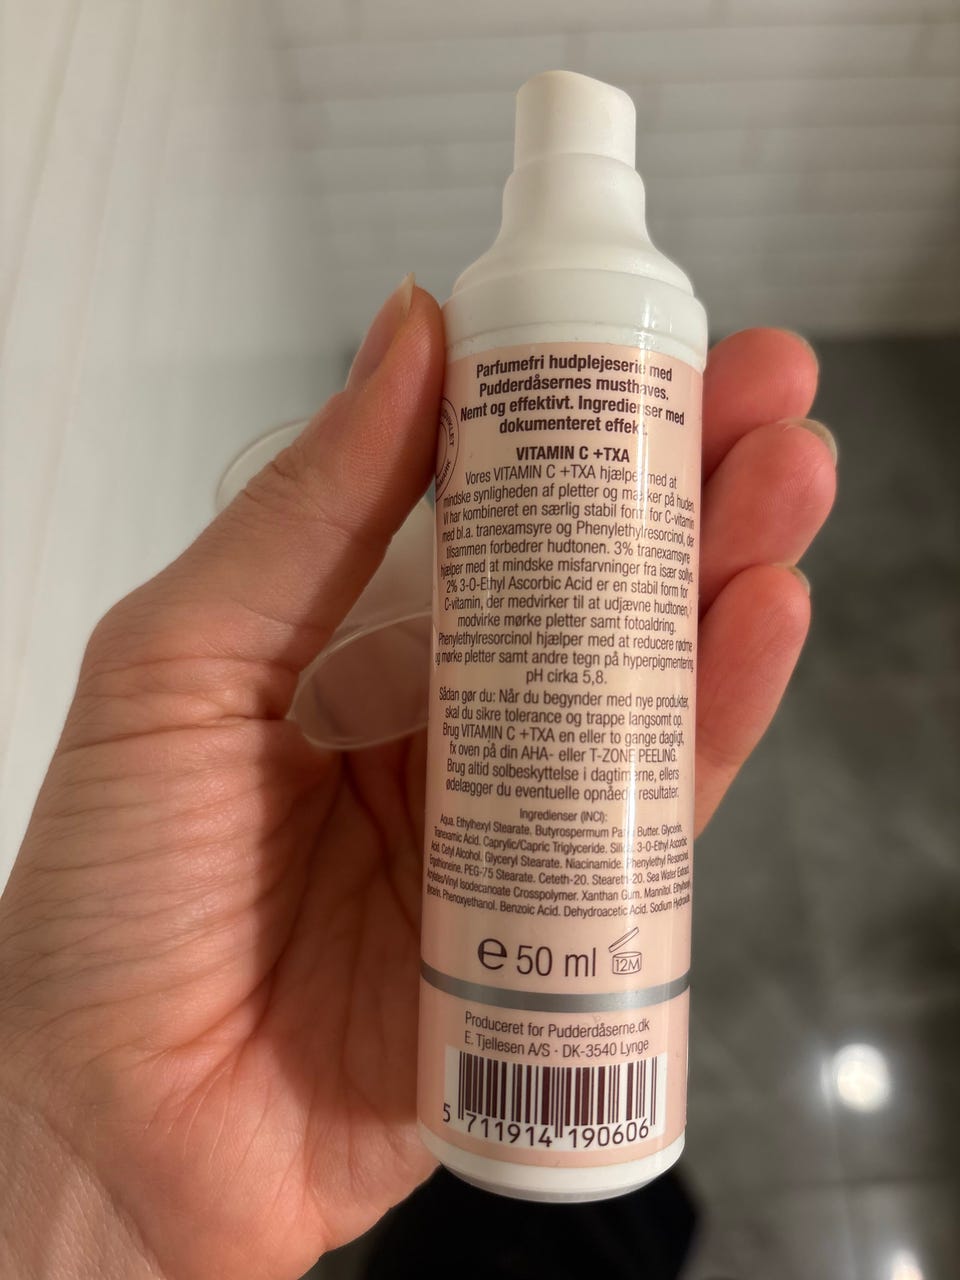 Parfumefri hudplejeserie med
Pudderdåsernes musthaves.
Nemt og effektivt. Ingredienser med
dokumenteret effekt.
VITAMIN C +TXA
Vores VITAMIN C +TXA hjælper med at
mindske synligheden af pletter og mærker på huden.
Vi har kombineret en særlig stabil form for C-vitamin
med bl.a. tranexamsyre og Phenylethylresorcinol, der
tilsammen forbedrer hudtonen. 3% tranexamsyre
hjælper med at mindske misfarvninger fra især sollys.
2% 3-O-Ethyl Ascorbic Acid er en stabil form for
C-vitamin, der medvirker til at udjævne hudtonen,
modvirke mørke pletter samt fotoaldring.
Phenylethylresorcinol hjælper med at reducere rødme
og mørke pletter samt andre tegn på hyperpigmentering.
pH cirka 5,8.
Sådan gør du: Når du begynder med nye produkter,
skal du sikre tolerance og trappe langsomt op.
Brug VITAMIN C +TXA en eller to gange dagligt,
fx oven på din AHA- eller T-ZONE PEELING.
Brug altid solbeskyttelse i dagtimerne, ellers
ødelægger du eventuelle opnåede resultater.
Ingredienser (INCI):
Aqua, Ethylhexyl Stearate, Butyrospermum Parkii Butter, Glycerin,
Tranexamic Acid, Caprylic/Capric Triglyceride, Silica, 3-O-Ethyl Ascorbic
Acid, Cetyl Alcohol, Glyceryl Stearate, Niacinamide, Phenylethyl Resorcinol,
Ergothioneine, PEG-75 Stearate, Ceteth-20, Steareth-20, Sea Water Extract,
Acrylates/Vinyl Isodecanoate Crosspolymer, Xanthan Gum, Mannitol, Ethylhexyl-
glycerin, Phenoxyethanol, Benzoic Acid, Dehydroacetic Acid, Sodium
e 50 ml 12M
Produceret for Pudderdåserne.dk
E. Tjellesen A/S · DK-3540 Lynge
5 711914 190606